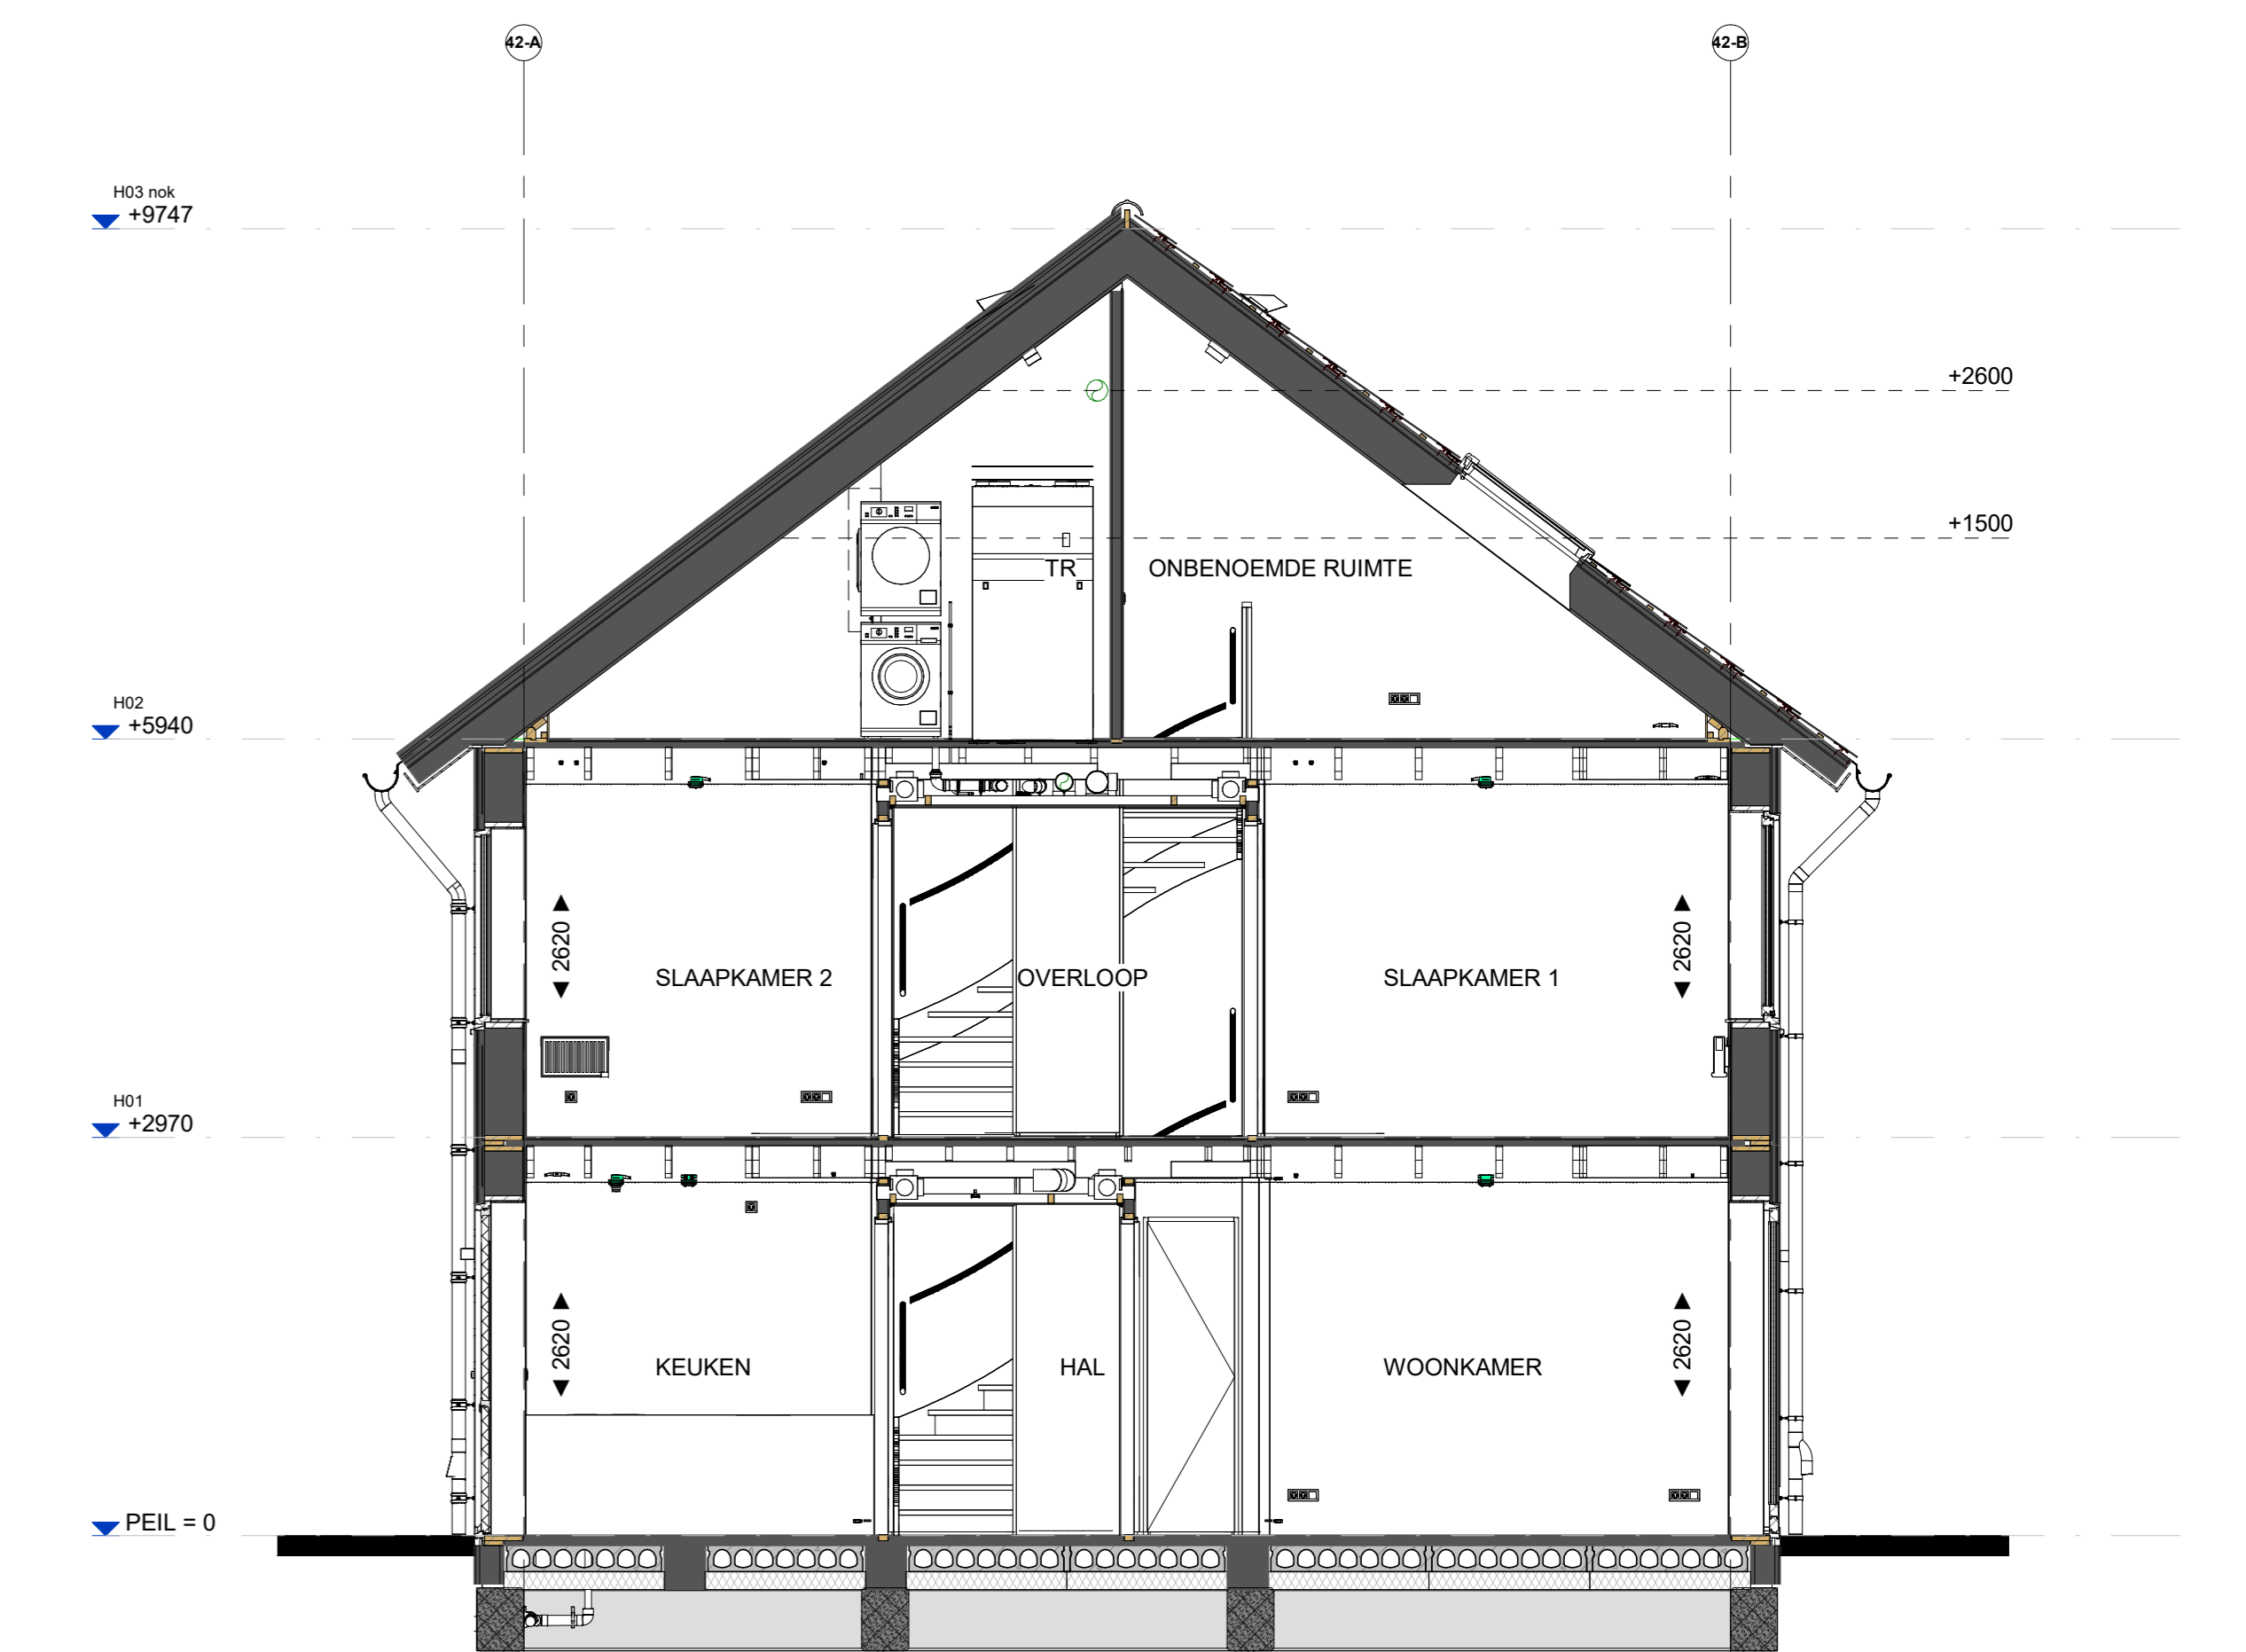 42-A
42-B
H03 nok
+9747
+2600
+1500
TR
ONBENOEMDE RUIMTE
H02
+5940
2620
SLAAPKAMER 2
OVERLOOP
SLAAPKAMER 1
2620
H01
+2970
2620
KEUKEN
HAL
WOONKAMER
2620
PEIL = 0